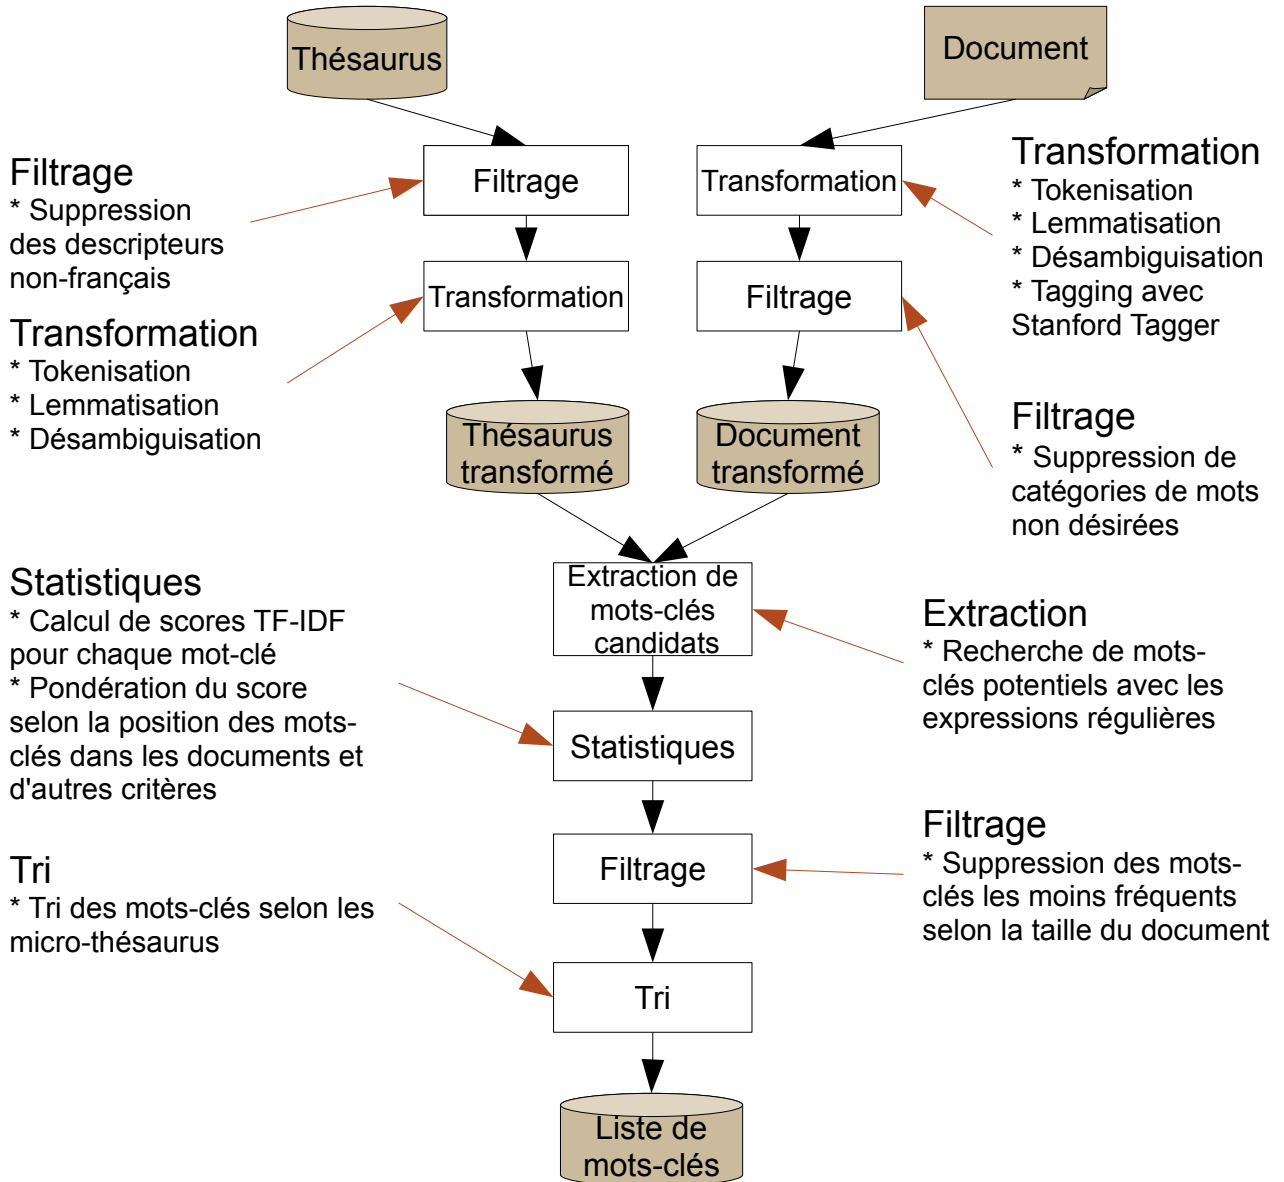 Thésaurus
Document
Filtrage
* Suppression
des descripteurs
non-français
Filtrage
Transformation
Transformation
* Tokenisation
* Lemmatisation
* Désambiguisation
* Tagging avec
Stanford Tagger
Transformation
* Tokenisation
* Lemmatisation
* Désambiguisation
Transformation
Filtrage
Filtrage
* Suppression de
catégories de mots
non désirées
Thésaurus
transformé
Document
transformé
Statistiques
* Calcul de scores TF-IDF
pour chaque mot-clé
* Pondération du score
selon la position des mots-
clés dans les documents et
d'autres critères
Extraction de
mots-clés
candidats
Extraction
* Recherche de mots-
clés potentiels avec les
expressions régulières
Statistiques
Filtrage
Filtrage
* Suppression des mots-
clés les moins fréquents
selon la taille du document
Tri
* Tri des mots-clés selon les
micro-thésaurus
Tri
Liste de
mots-clés